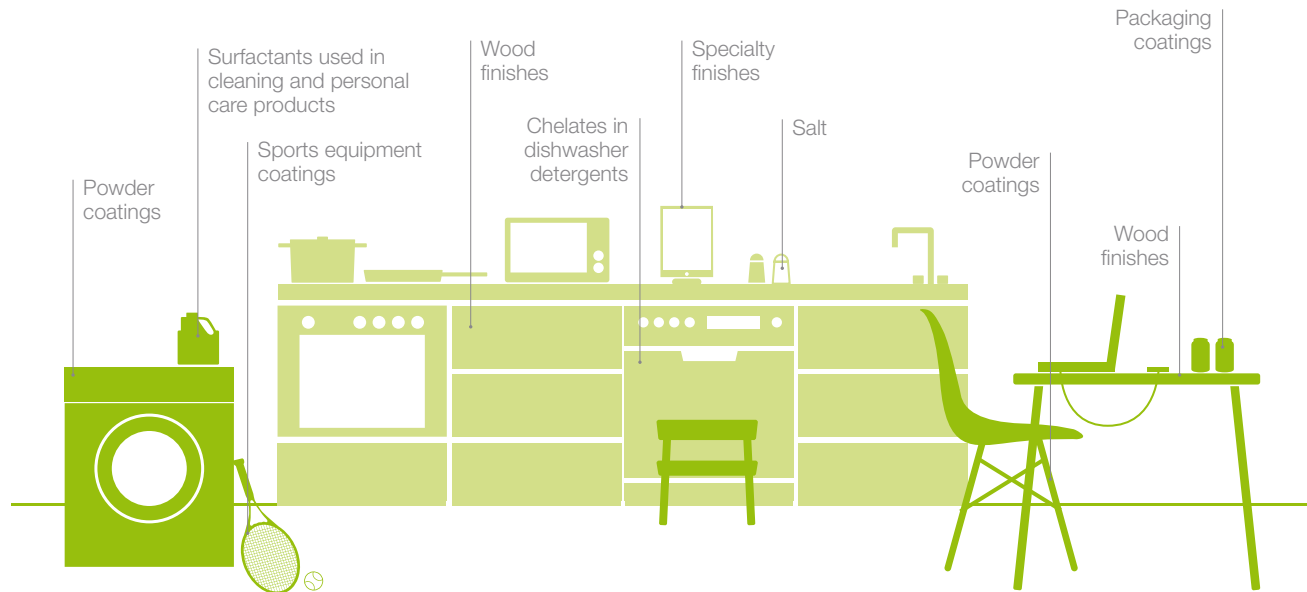 Powder
coatings
Surfactants used in
cleaning and personal
care products
Sports equipment
coatings
Wood
finishes
Chelates in
dishwasher
detergents
Specialty
finishes
Salt
Powder
coatings
Packaging
coatings
Wood
finishes